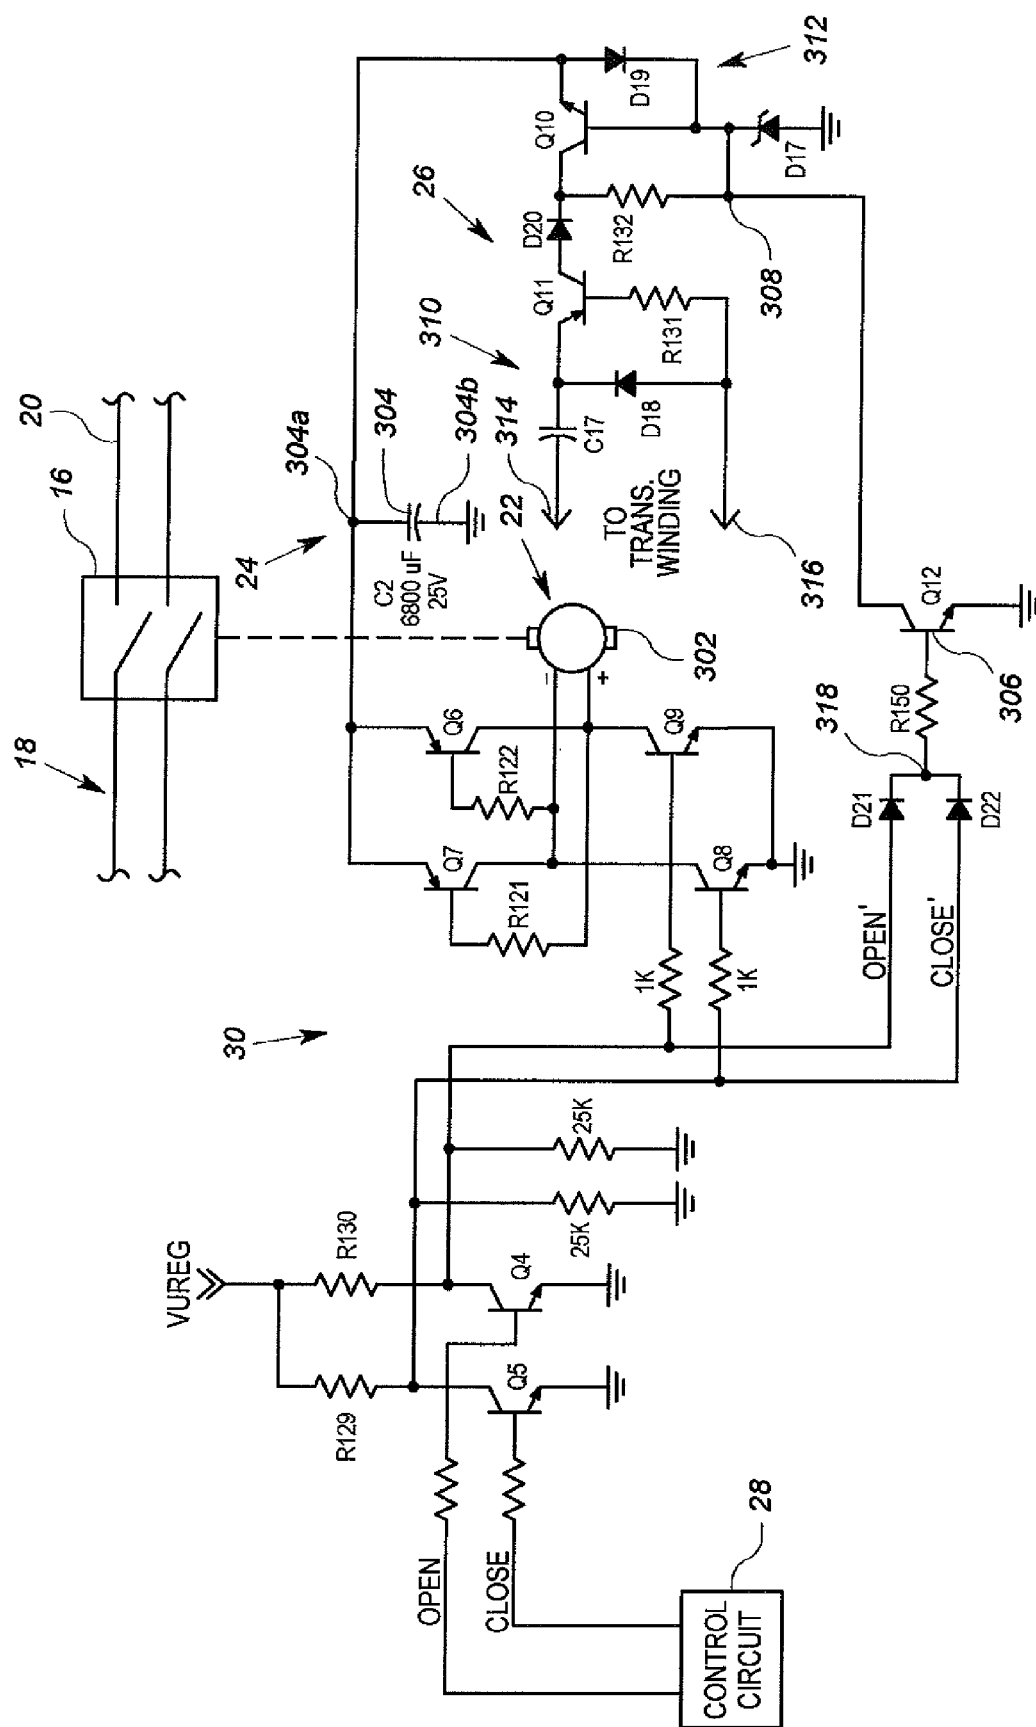 18
16
20
24
304a
304
304b
C2
6800 uF
25V
22
302
314
310
26
312
D19
Q10
D17
D20
R132
308
Q11
R131
C17
D18
TO
TRANS.
WINDING
316
Q6
R122
Q7
R121
–
+
Q9
Q8
1K
1K
30
VUREG
R130
R129
25K
25K
Q4
Q5
OPEN
CLOSE
CONTROL
CIRCUIT
28
OPEN'
CLOSE'
D21
D22
318
R150
Q12
306